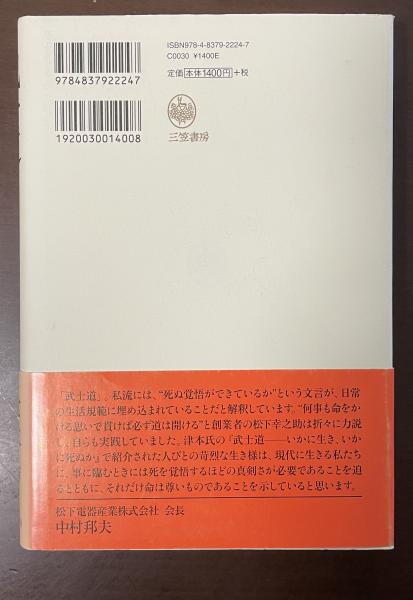 ISBN978-4-8379-2224-7
C0030 ¥1400E
定価 本体1400円 +税
9784837922247
1920030014008
三笠書房
「武士道」、私流には、“死ぬ覚悟ができているか”という文言が、日常
の生活規範に埋め込まれていることだと解釈しています。“何事も命をか
ける思いで貫けば必ず道は開ける”と創業者の松下幸之助は折々に力説
し、自らも実践していました。津本氏の『武士道――いかに生き、いか
に死ぬか』で紹介された人びとの苛烈な生き様は、現代に生きる私たち
に、事に臨むときには死を覚悟するほどの真剣さが必要であることを迫
るとともに、それだけ命は尊いものであることを示していると思います。
松下電器産業株式会社 会長
中村邦夫